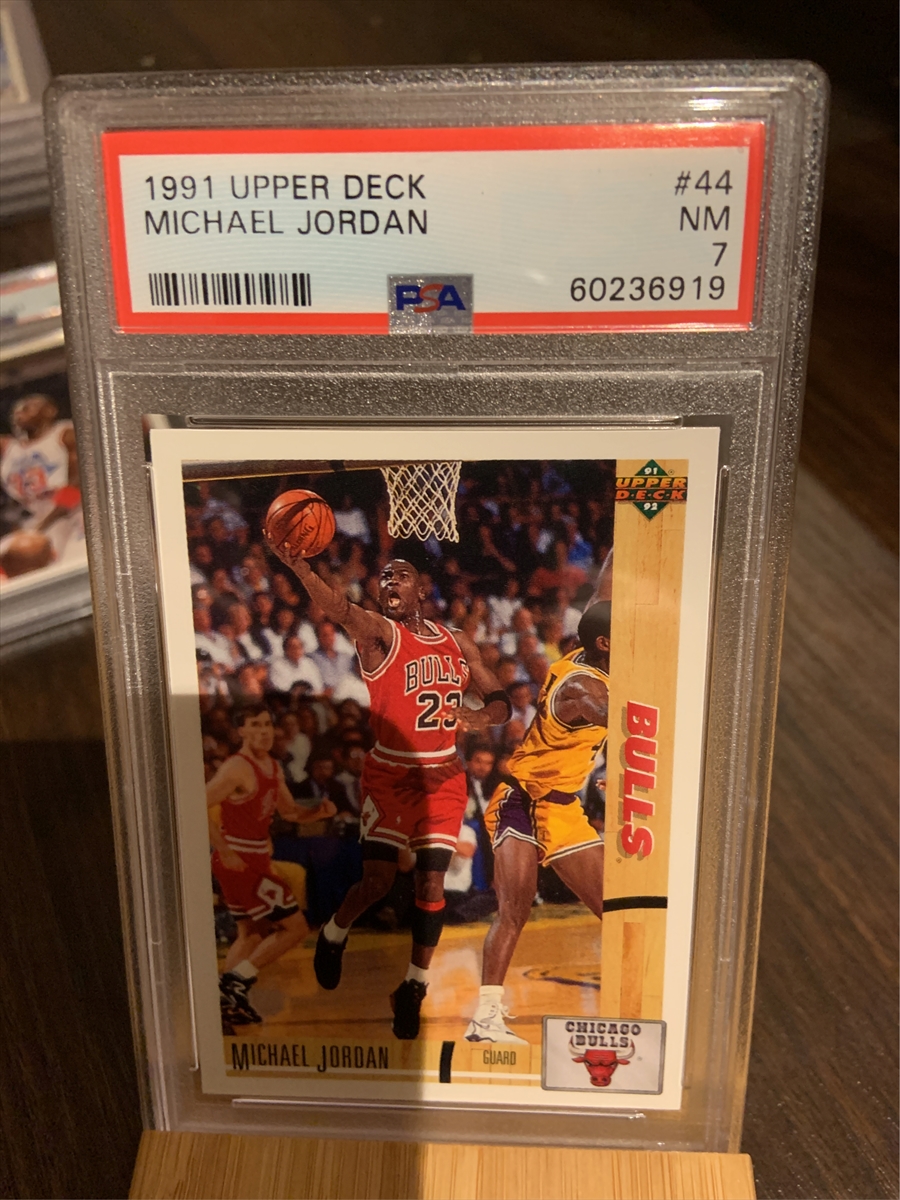 1991 UPPER DECK #44
MICHAEL JORDAN NM
7
60236919
PSA
91
UPPER
DECK
92
BULLS
23
BULLS
MICHAEL JORDAN
GUARD
CHICAGO
BULLS